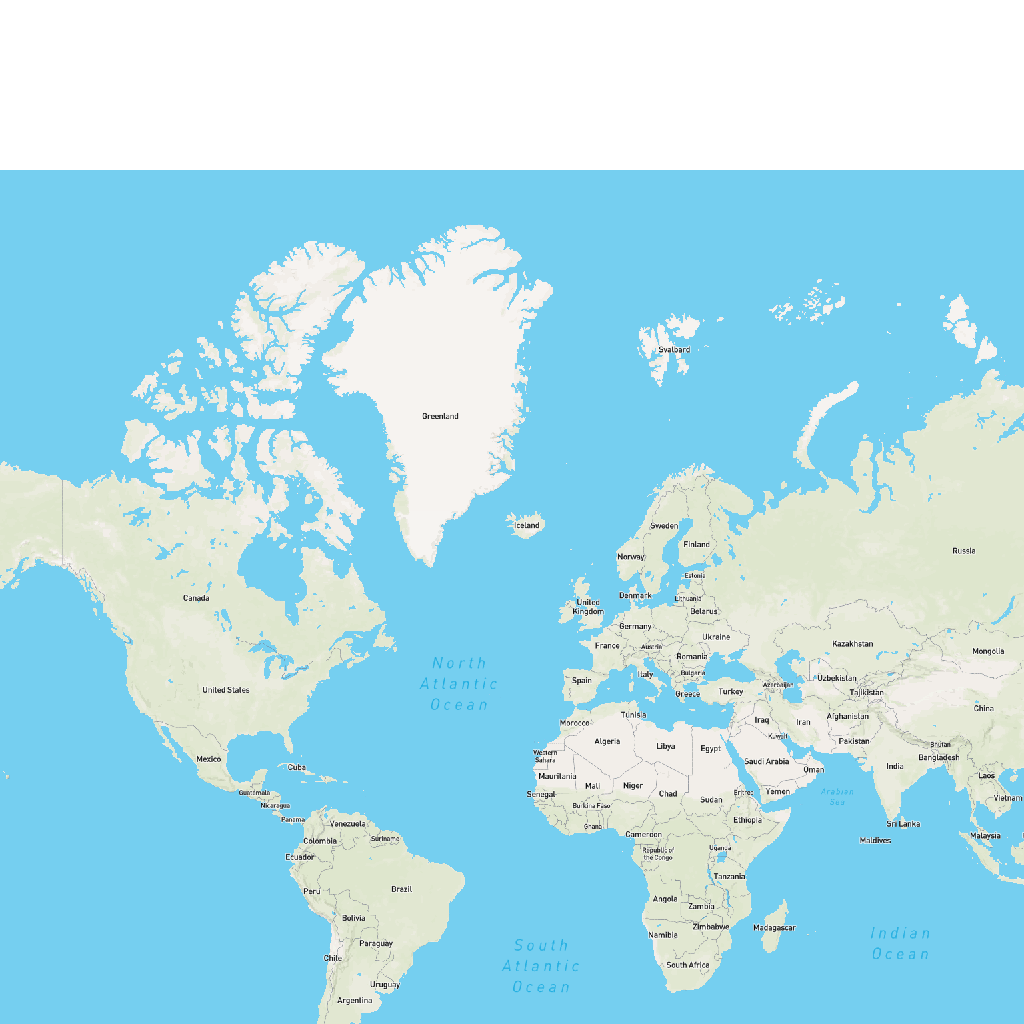 Svalbard
Greenland
Iceland
Sweden
Finland
Norway
Russia
Estonia
Denmark
Lithuania
Canada
United
Kingdom
Belarus
Germany
Ukraine
France
Austria
Kazakhstan
Mongolia
Romania
North
Atlantic
Ocean
Italy
Bulgaria
Spain
Uzbekistan
Azerbaijan
United States
Greece
Turkey
Tajikistan
China
Tunisia
Morocco
Iraq
Iran
Afghanistan
Kuwait
Algeria
Libya
Egypt
Pakistan
Bhutan
Western
Sahara
Mexico
Saudi Arabia
Bangladesh
Cuba
India
Oman
Mauritania
Laos
Mali
Niger
Guatemala
Senegal
Chad
Sudan
Eritrea
Yemen
Arabian
Sea
Vietnam
Nicaragua
Burkina Faso
Panama
Venezuela
Ghana
Ethiopia
Sri Lanka
Cameroon
Malaysia
Colombia
Suriname
Maldives
Ecuador
Republic of
the Congo
Uganda
Peru
Brazil
Tanzania
Angola
Zambia
Bolivia
Zimbabwe
Madagascar
Namibia
Indian
Ocean
Paraguay
South
Atlantic
Ocean
Chile
South Africa
Uruguay
Argentina